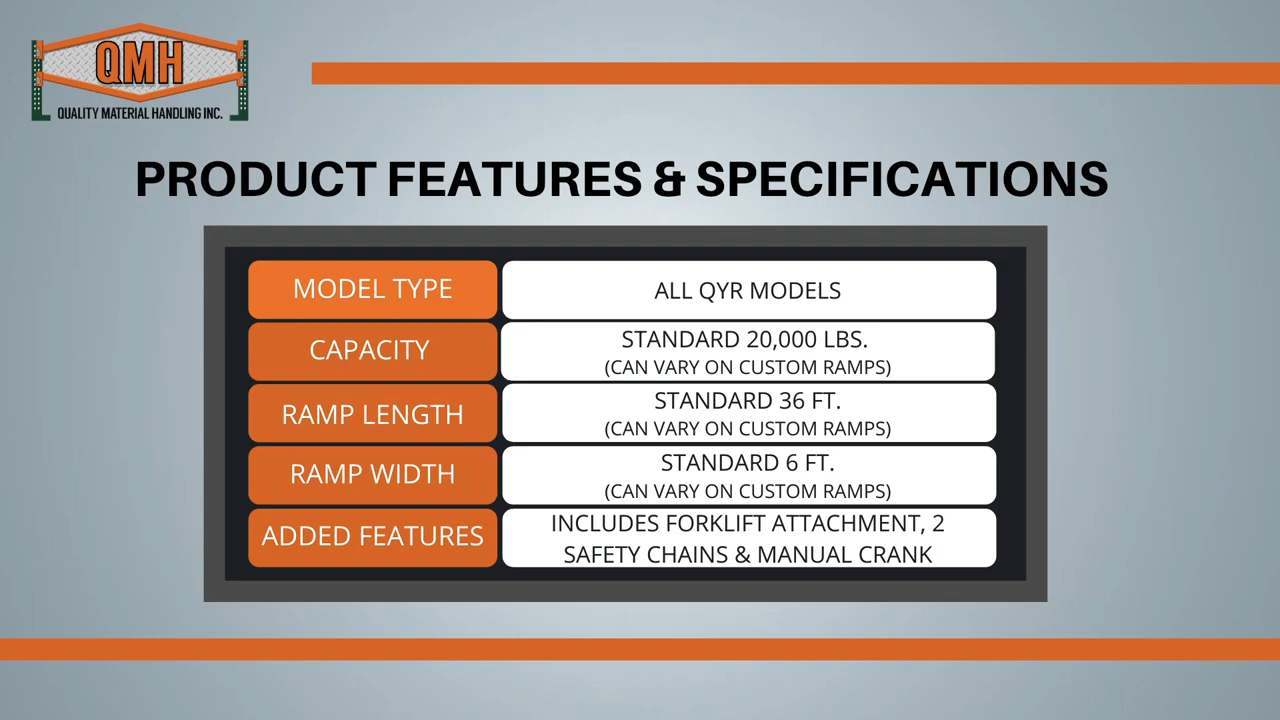 QMH
QUALITY MATERIAL HANDLING INC.
PRODUCT FEATURES & SPECIFICATIONS
MODEL TYPE
ALL QYR MODELS
CAPACITY
STANDARD 20,000 LBS.
(CAN VARY ON CUSTOM RAMPS)
RAMP LENGTH
STANDARD 36 FT.
(CAN VARY ON CUSTOM RAMPS)
RAMP WIDTH
STANDARD 6 FT.
(CAN VARY ON CUSTOM RAMPS)
ADDED FEATURES
INCLUDES FORKLIFT ATTACHMENT, 2
SAFETY CHAINS & MANUAL CRANK